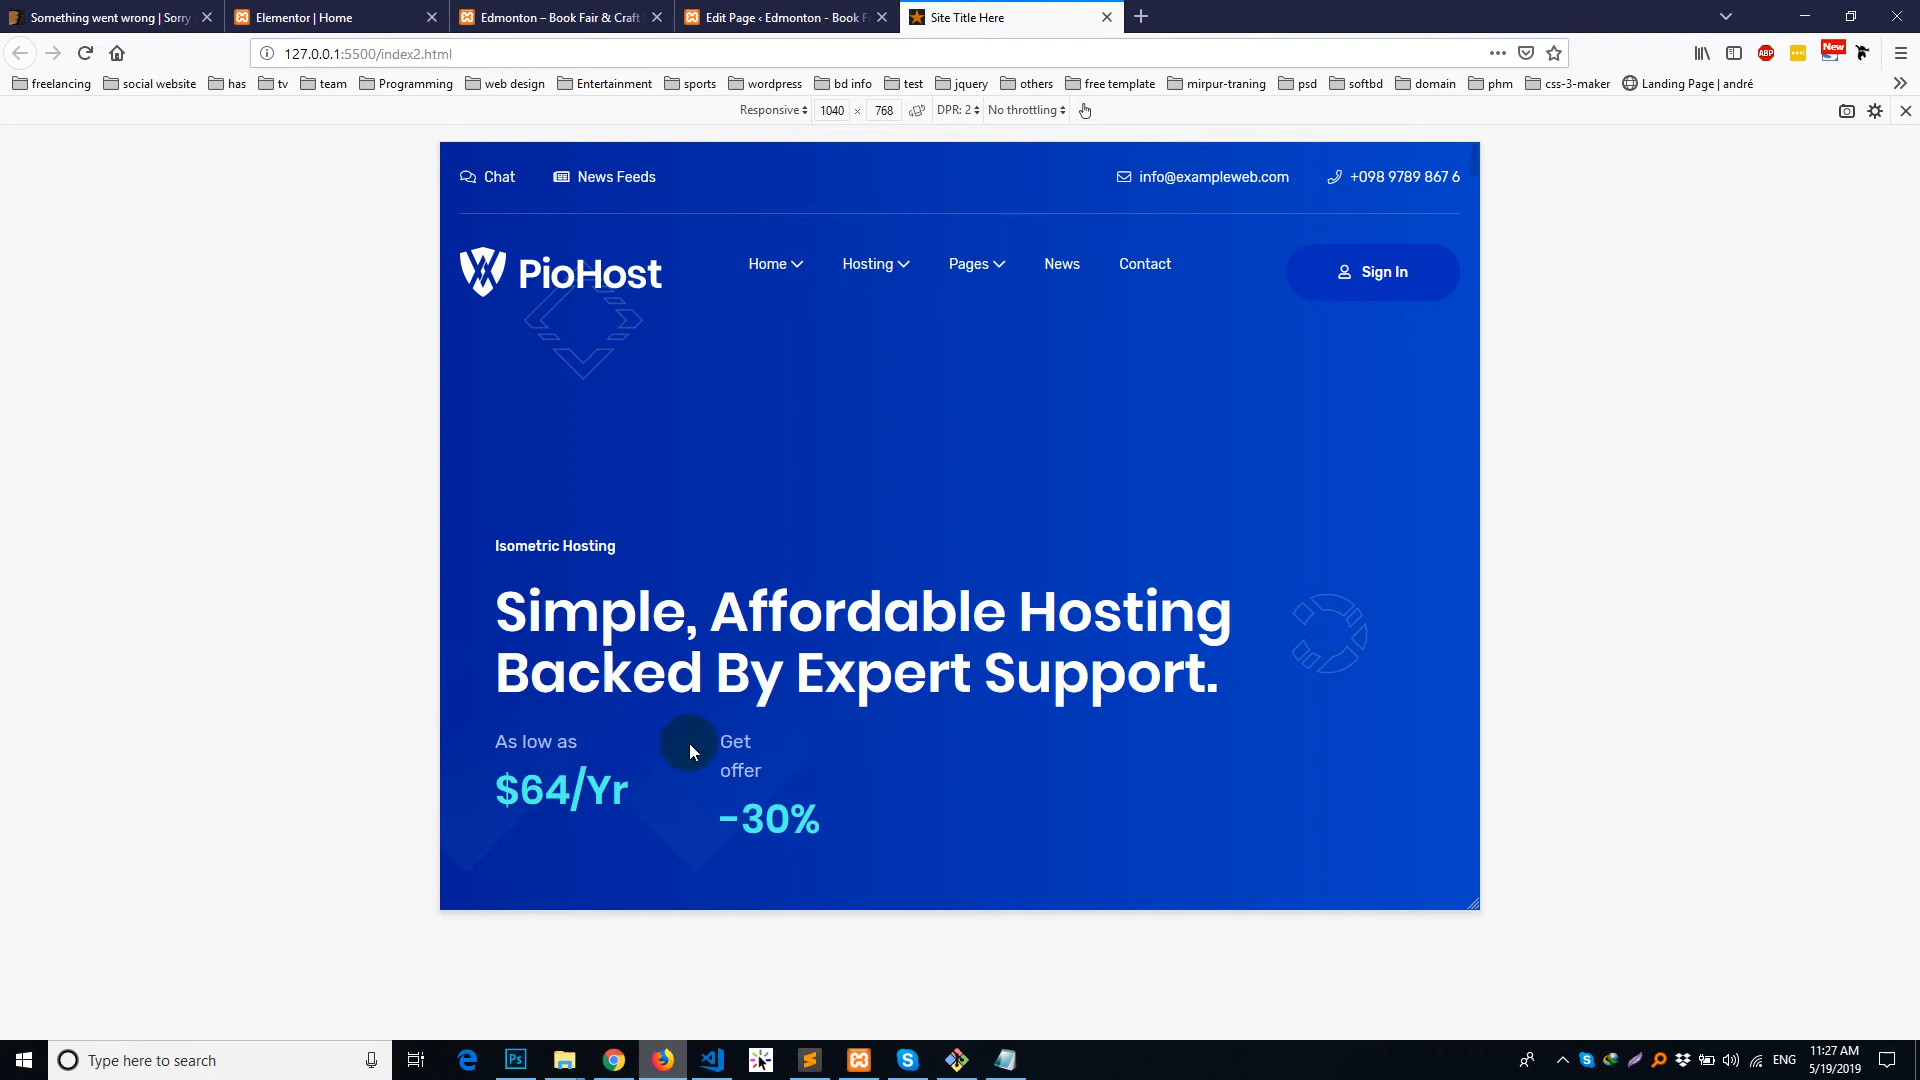 Something went wrong | Sorry
Elementor | Home
Edmonton – Book Fair & Craft
Edit Page ‹ Edmonton - Book F
Site Title Here
127.0.0.1:5500/index2.html
New
ABP
freelancing
social website
has
tv
team
Programming
web design
Entertainment
sports
wordpress
bd info
test
jquery
others
free template
mirpur-traning
psd
softbd
domain
phm
css-3-maker
Landing Page | andré
Responsive
1040 × 768
DPR: 2
No throttling
Chat
News Feeds
info@exampleweb.com
+098 9789 867 6
PioHost
Home
Hosting
Pages
News
Contact
Sign In
Isometric Hosting
Simple, Affordable Hosting
Backed By Expert Support.
As low as
$64/Yr
Get
offer
-30%
Type here to search
Ps
ENG
11:27 AM
5/19/2019